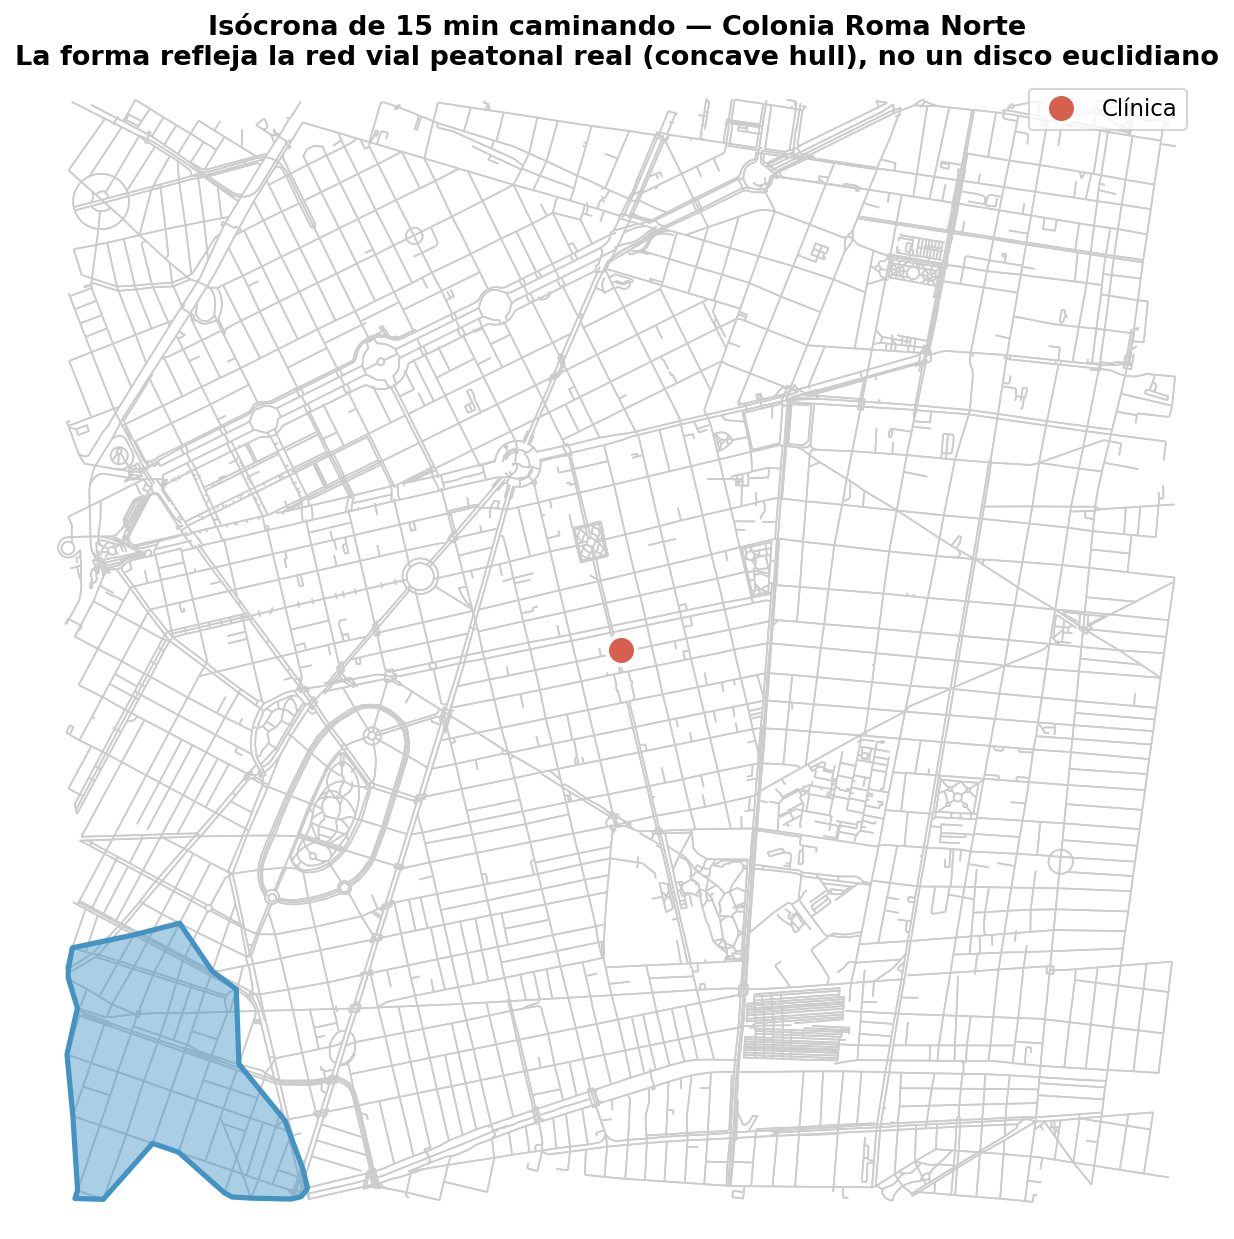 Isócrona de 15 min caminando — Colonia Roma Norte
La forma refleja la red vial peatonal real (concave hull), no un disco euclidiano
Clínica